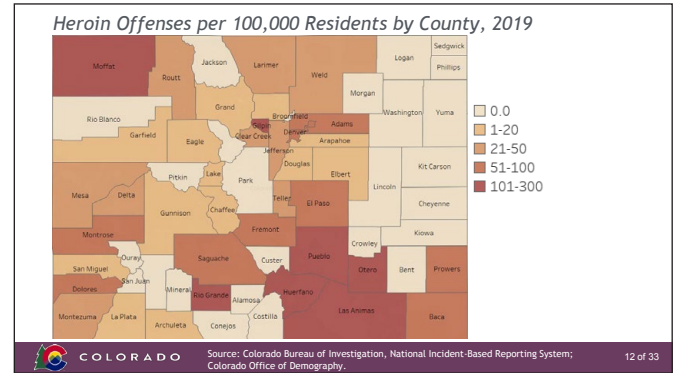 Heroin Offenses per 100,000 Residents by County, 2019
Moffat
Routt
Jackson
Larimer
Weld
Logan
Sedgwick
Phillips
Morgan
Washington
Yuma
Rio Blanco
Grand
Garfield
Eagle
Gilpin
Broomfield
Clear Creek
Denver
Adams
Arapahoe
Jefferson
Douglas
Elbert
Pitkin
Lake
Park
Lincoln
Kit Carson
Mesa
Delta
Gunnison
Chaffee
Teller
El Paso
Cheyenne
Montrose
Fremont
Kiowa
Crowley
Ouray
San Miguel
Saguache
Custer
Pueblo
Otero
Bent
Prowers
Dolores
San Juan
Mineral
Rio Grande
Alamosa
Huerfano
Las Animas
Baca
Montezuma
La Plata
Archuleta
Conejos
Costilla
0.0
1-20
21-50
51-100
101-300
COLORADO
Source: Colorado Bureau of Investigation, National Incident-Based Reporting System;
Colorado Office of Demography.
12 of 33